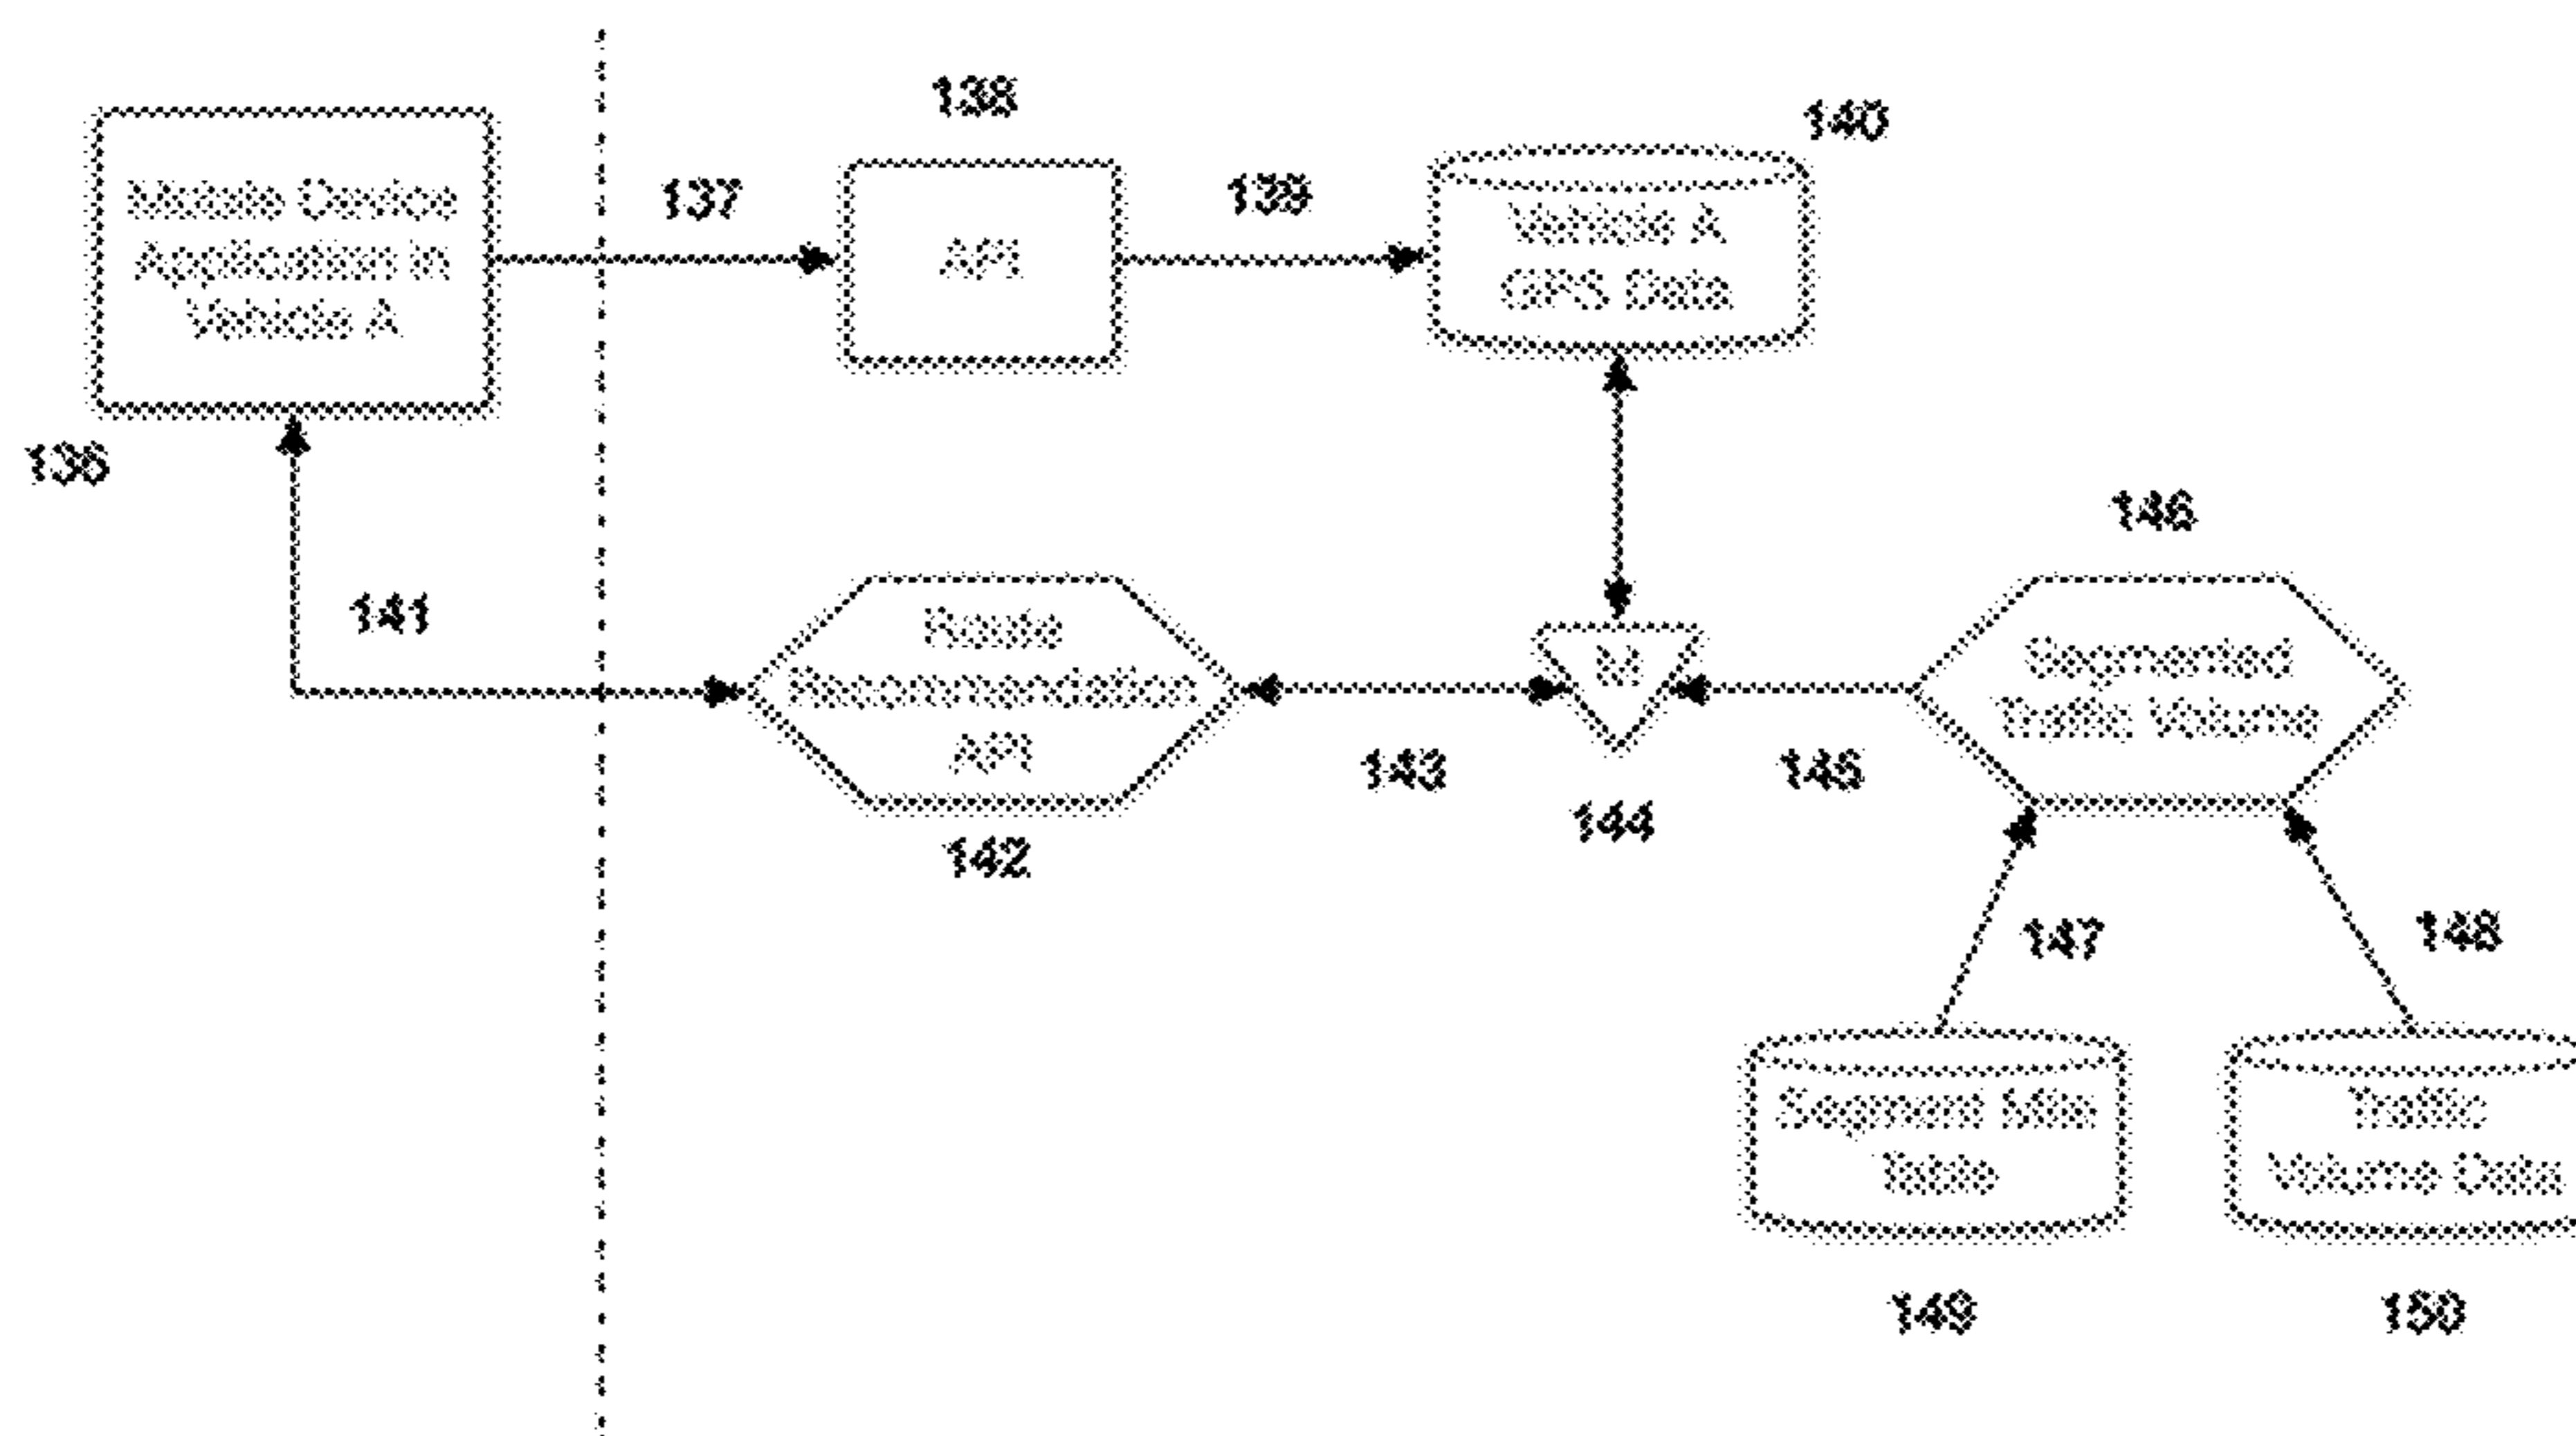 138
140
137
139
Mobile Device
Application in
Vehicle A
API
Vehicle A
GPS Data
136
146
141
Route
Recommendation
API
M
Segmented
Traffic Volume
143
145
144
142
147
148
Segment Mile
Table
Traffic
Volume Data
149
150